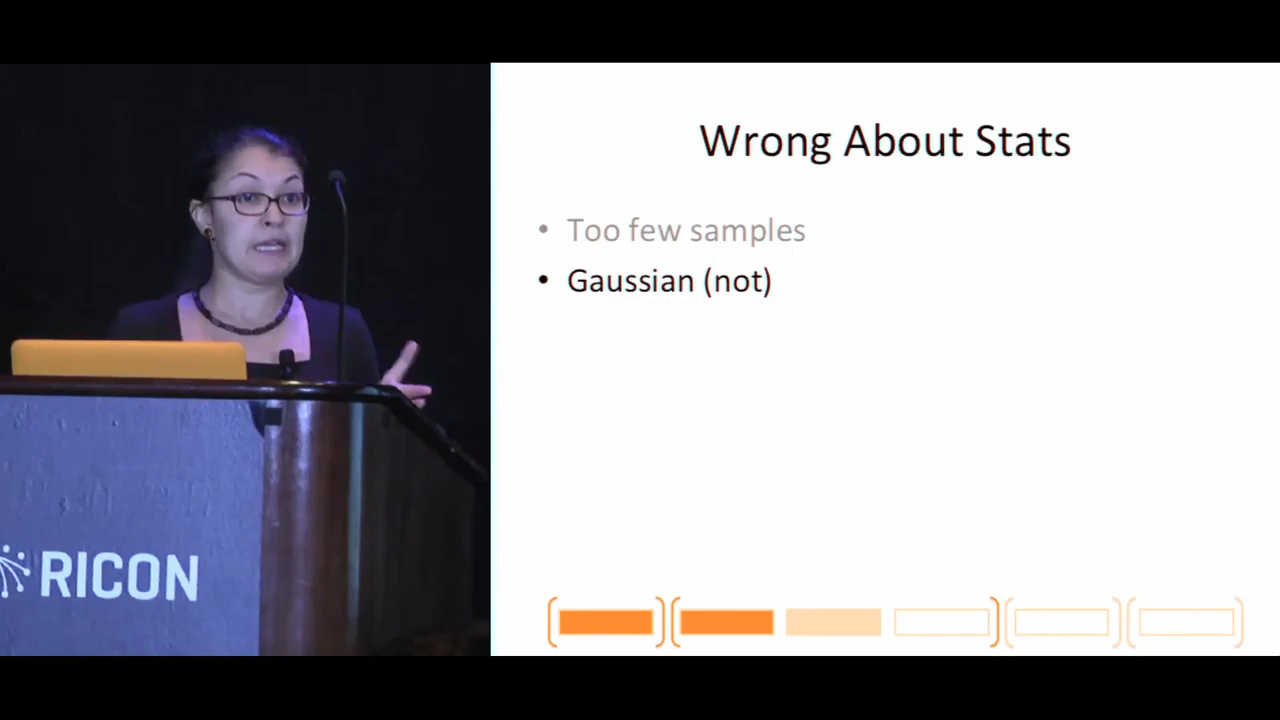 Wrong About Stats
• Too few samples
• Gaussian (not)
RICON